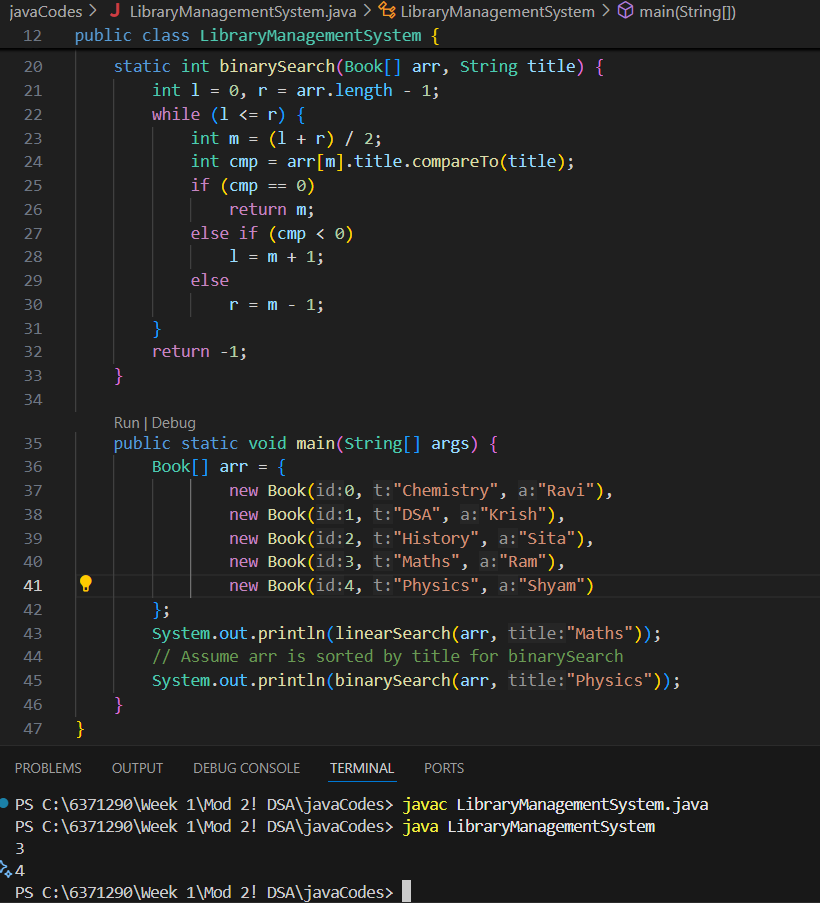 javaCodes > J LibraryManagementSystem.java > LibraryManagementSystem > main(String[])
12 public class LibraryManagementSystem {
20     static int binarySearch(Book[] arr, String title) {
21         int l = 0, r = arr.length - 1;
22         while (l <= r) {
23             int m = (l + r) / 2;
24             int cmp = arr[m].title.compareTo(title);
25             if (cmp == 0)
26                 return m;
27             else if (cmp < 0)
28                 l = m + 1;
29             else
30                 r = m - 1;
31         }
32         return -1;
33     }
34
Run | Debug
35     public static void main(String[] args) {
36         Book[] arr = {
37                 new Book(id:0, t:"Chemistry", a:"Ravi"),
38                 new Book(id:1, t:"DSA", a:"Krish"),
39                 new Book(id:2, t:"History", a:"Sita"),
40                 new Book(id:3, t:"Maths", a:"Ram"),
41                 new Book(id:4, t:"Physics", a:"Shyam")
42         };
43         System.out.println(linearSearch(arr, title:"Maths"));
44         // Assume arr is sorted by title for binarySearch
45         System.out.println(binarySearch(arr, title:"Physics"));
46     }
47 }
PROBLEMS OUTPUT DEBUG CONSOLE TERMINAL PORTS
PS C:\6371290\Week 1\Mod 2! DSA\javaCodes> javac LibraryManagementSystem.java
PS C:\6371290\Week 1\Mod 2! DSA\javaCodes> java LibraryManagementSystem
3
4
PS C:\6371290\Week 1\Mod 2! DSA\javaCodes>